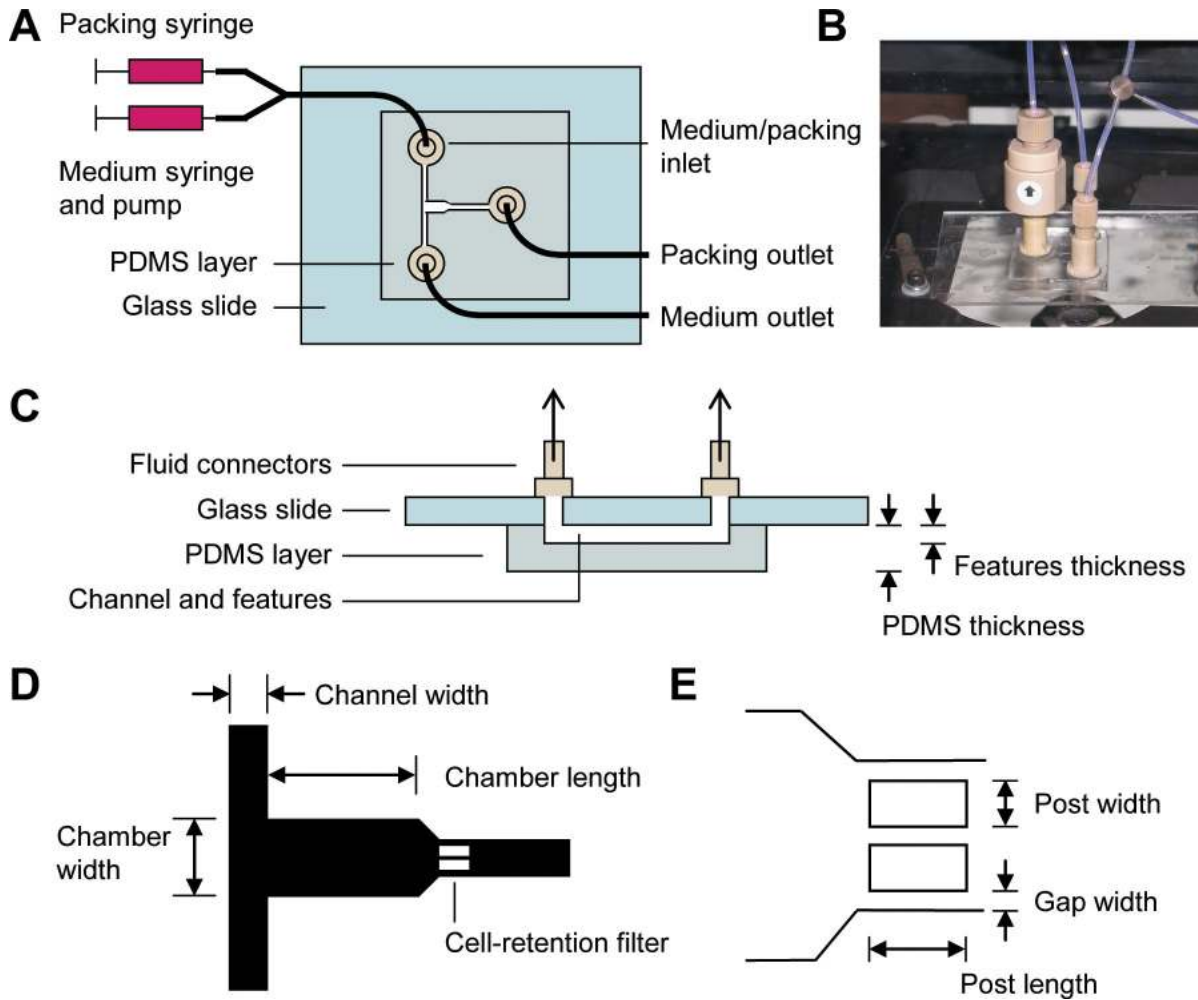 A
Packing syringe
Medium syringe
and pump
PDMS layer
Glass slide
Medium/packing
inlet
Packing outlet
Medium outlet
B
C
Fluid connectors
Glass slide
PDMS layer
Channel and features
Features thickness
PDMS thickness
D
Channel width
Chamber length
Chamber
width
Cell-retention filter
E
Post width
Gap width
Post length